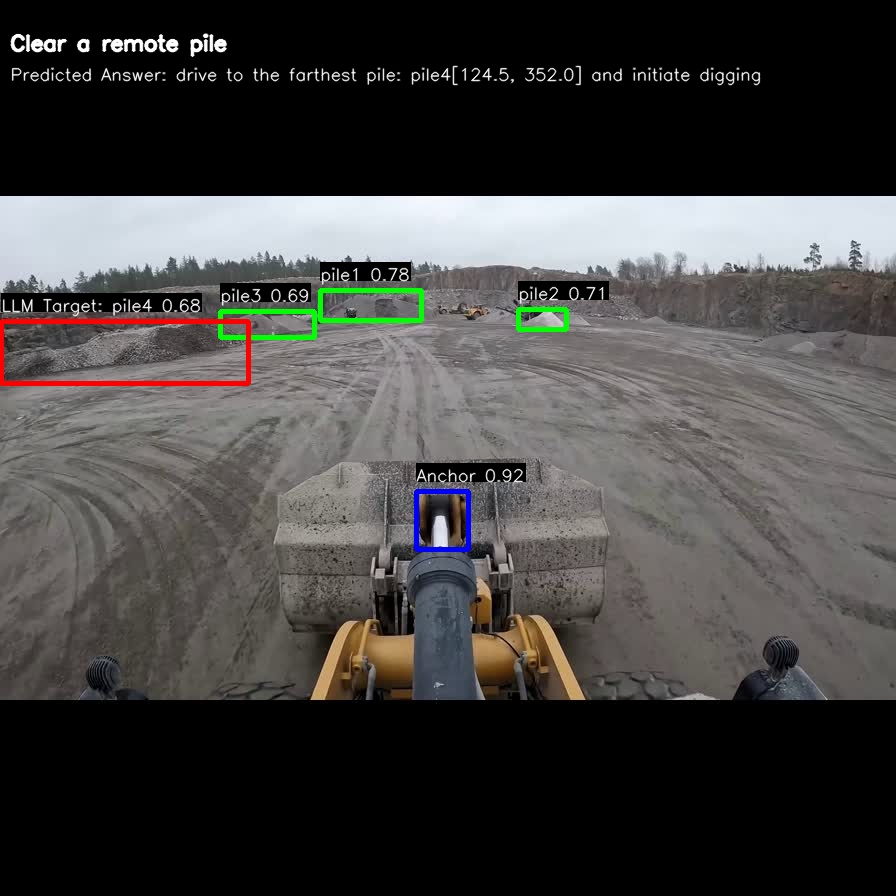 Clear a remote pile
Predicted Answer: drive to the farthest pile: pile4[124.5, 352.0] and initiate digging
pile1 0.78
pile3 0.69
pile2 0.71
LLM Target: pile4 0.68
Anchor 0.92